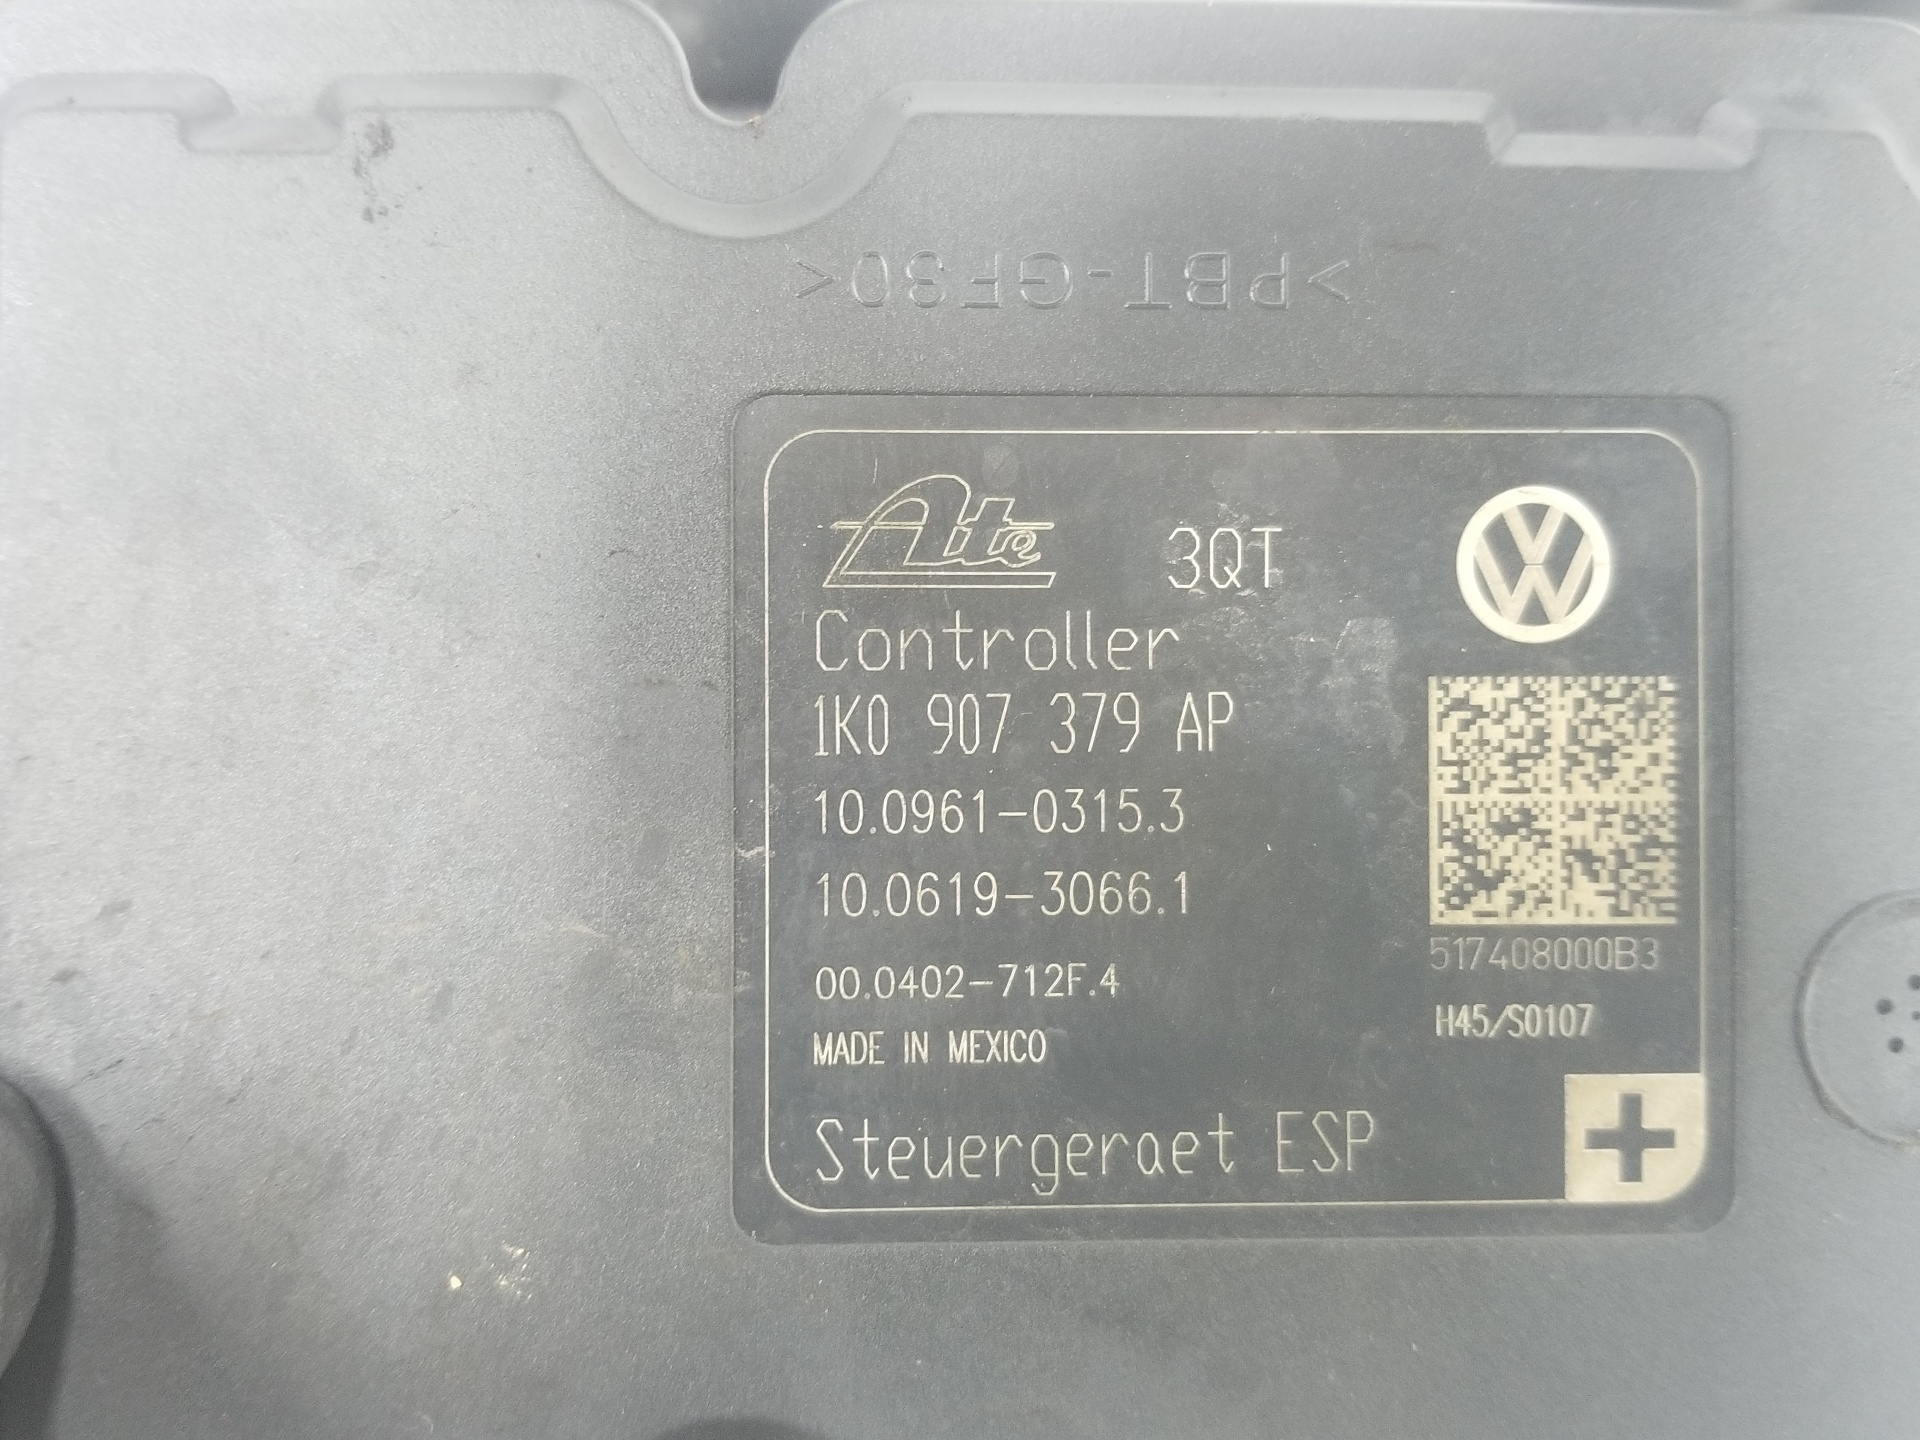 >PBT-GF30<
Ate 3QT
Controller
1K0 907 379 AP
10.0961-0315.3
10.0619-3066.1
517408000B3
00.0402-712F.4
H45/S0107
MADE IN MEXICO
Steuergeraet ESP